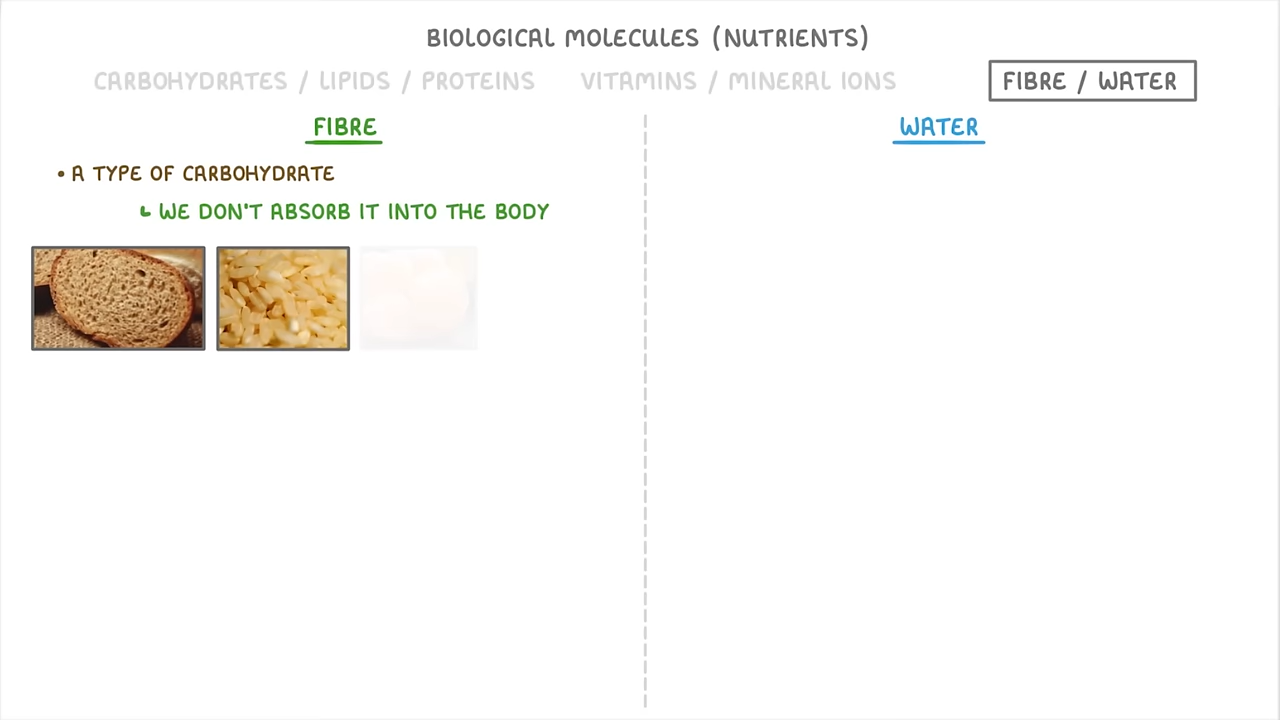 BIOLOGICAL MOLECULES (NUTRIENTS)
CARBOHYDRATES / LIPIDS / PROTEINS VITAMINS / MINERAL IONS FIBRE / WATER
FIBRE
WATER
• A TYPE OF CARBOHYDRATE
↳ WE DON'T ABSORB IT INTO THE BODY